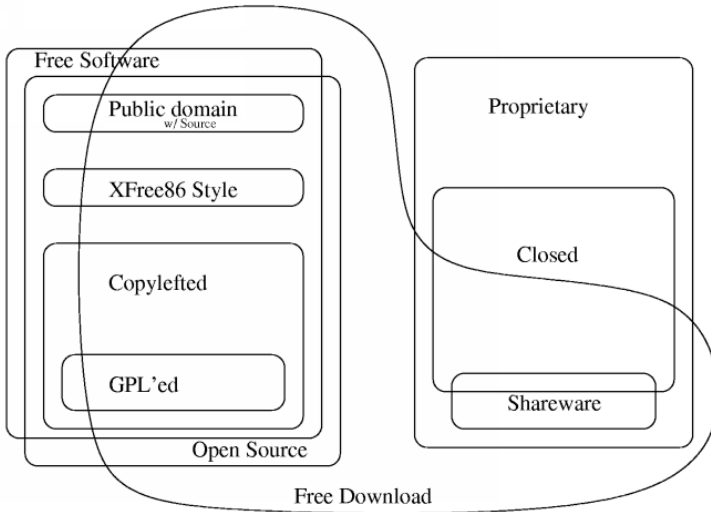 Free Software
Public domain
w/ Source
XFree86 Style
Copylefted
GPL'ed
Open Source
Proprietary
Closed
Shareware
Free Download